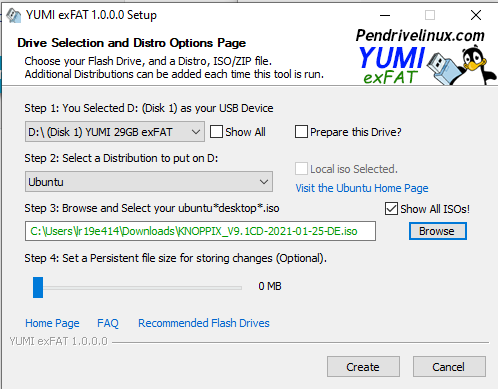 YUMI exFAT 1.0.0.0 Setup
Drive Selection and Distro Options Page
Choose your Flash Drive, and a Distro, ISO/ZIP file.
Additional Distributions can be added each time this tool is run.
Pendrivelinux.com
YUMI
exFAT
Step 1: You Selected D: (Disk 1) as your USB Device
D:\ (Disk 1) YUMI 29GB exFAT
Show All
Prepare this Drive?
Step 2: Select a Distribution to put on D:
Local iso Selected.
Ubuntu
Visit the Ubuntu Home Page
Step 3: Browse and Select your ubuntu*desktop*.iso
Show All ISOs!
C:\Users\lr19e414\Downloads\KNOPPIX_V9.1CD-2021-01-25-DE.iso
Browse
Step 4: Set a Persistent file size for storing changes (Optional).
0 MB
Home Page FAQ Recommended Flash Drives
YUMI exFAT 1.0.0.0
Create Cancel